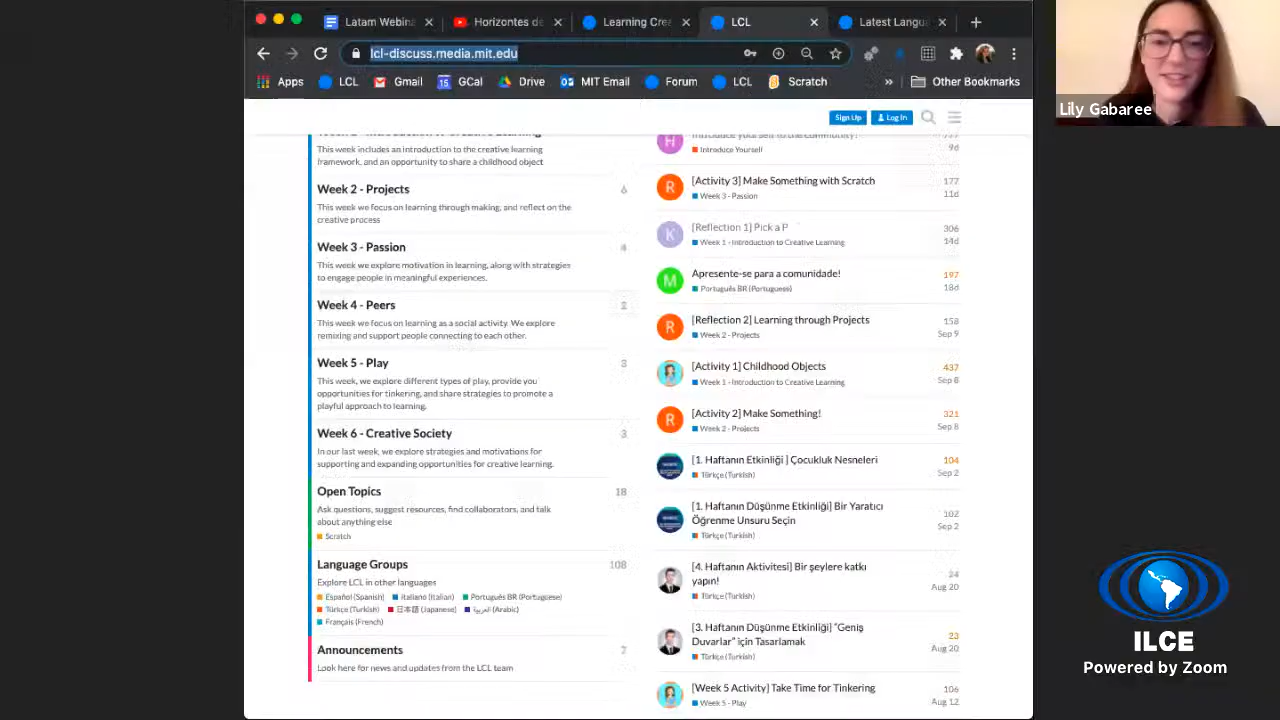 Latam Webina
Horizontes de
Learning Crea
LCL
Latest Langua
lcl-discuss.media.mit.edu
Apps
LCL
Gmail
GCal
Drive
MIT Email
Forum
LCL
Scratch
»
Other Bookmarks
Lily Gabaree
Sign Up
Log In
This week includes an introduction to the creative learning
framework, and an opportunity to share a childhood object
Week 2 - Projects 6
This week we focus on learning through making, and reflect on the
creative process
Week 3 - Passion 4
This week we explore motivation in learning, along with strategies
to engage people in meaningful experiences.
Week 4 - Peers 2
This week we focus on learning as a social activity. We explore
remixing and support people connecting to each other.
Week 5 - Play 3
This week, we explore different types of play, provide you
opportunities for tinkering, and share strategies to promote a
playful approach to learning.
Week 6 - Creative Society 3
In our last week, we explore strategies and motivations for
supporting and expanding opportunities for creative learning.
Open Topics 18
Ask questions, suggest resources, find collaborators, and talk
about anything else
Scratch
Language Groups 108
Explore LCL in other languages
Español (Spanish) Italiano (Italian) Português BR (Portuguese)
Türkçe (Turkish) 日本語 (Japanese) العربية (Arabic)
Français (French)
Announcements 7
Look here for news and updates from the LCL team
Introduce yourself to the community!
Introduce Yourself 9d
[Activity 3] Make Something with Scratch 177
Week 3 - Passion 11d
[Reflection 1] Pick a P 306
Week 1 - Introduction to Creative Learning 14d
Apresente-se para a comunidade! 197
Português BR (Portuguese) 18d
[Reflection 2] Learning through Projects 158
Week 2 - Projects Sep 9
[Activity 1] Childhood Objects 437
Week 1 - Introduction to Creative Learning Sep 8
[Activity 2] Make Something! 321
Week 2 - Projects Sep 8
[1. Haftanın Etkinliği ] Çocukluk Nesneleri 104
Türkçe (Turkish) Sep 2
[1. Haftanın Düşünme Etkinliği] Bir Yaratıcı 102
Öğrenme Unsuru Seçin Sep 2
Türkçe (Turkish)
[4. Haftanın Aktivitesi] Bir şeylere katkı 24
yapın! Aug 20
Türkçe (Turkish)
[3. Haftanın Düşünme Etkinliği] "Geniş 23
Duvarlar" için Tasarlamak Aug 20
Türkçe (Turkish)
[Week 5 Activity] Take Time for Tinkering 106
Week 5 - Play Aug 12
ILCE
Powered by Zoom